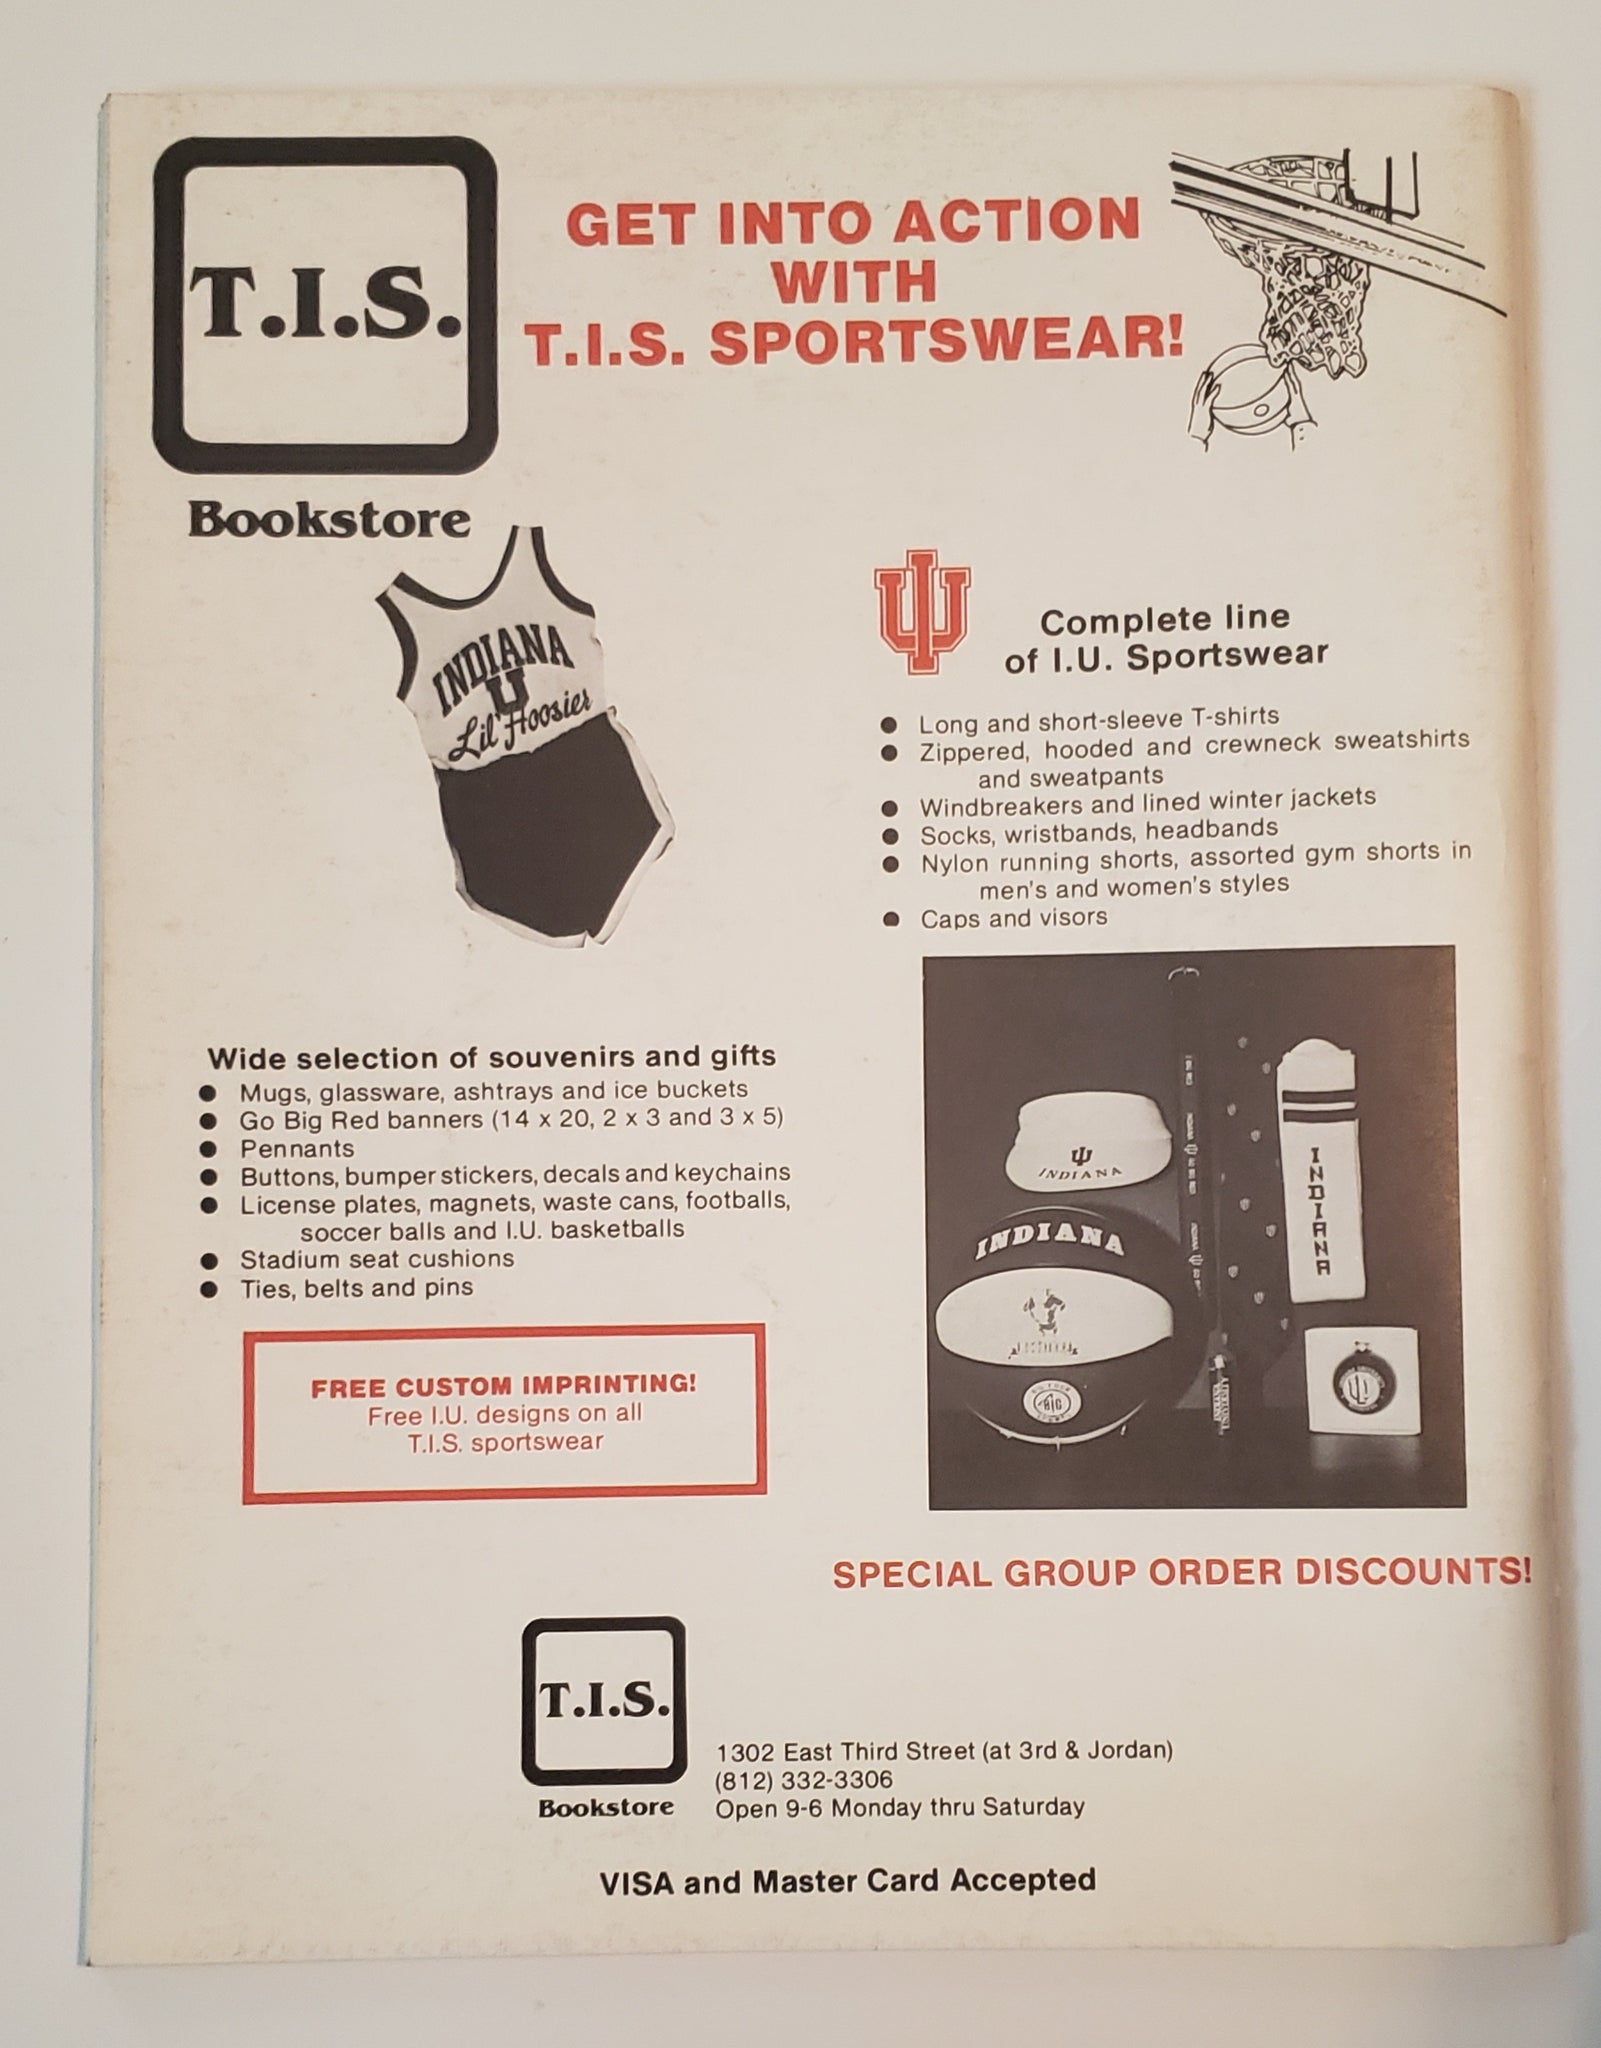 T.I.S.
Bookstore
GET INTO ACTION
WITH
T.I.S. SPORTSWEAR!
INDIANA
U
Lil' Hoosier
IU
Complete line
of I.U. Sportswear
● Long and short-sleeve T-shirts
● Zippered, hooded and crewneck sweatshirts
and sweatpants
● Windbreakers and lined winter jackets
● Socks, wristbands, headbands
● Nylon running shorts, assorted gym shorts in
men's and women's styles
● Caps and visors
Wide selection of souvenirs and gifts
● Mugs, glassware, ashtrays and ice buckets
● Go Big Red banners (14 x 20, 2 x 3 and 3 x 5)
● Pennants
● Buttons, bumper stickers, decals and keychains
● License plates, magnets, waste cans, footballs,
soccer balls and I.U. basketballs
● Stadium seat cushions
● Ties, belts and pins
FREE CUSTOM IMPRINTING!
Free I.U. designs on all
T.I.S. sportswear
IU
INDIANA
INDIANA
INDIANA
BIG
IU
SPECIAL GROUP ORDER DISCOUNTS!
T.I.S.
Bookstore
1302 East Third Street (at 3rd & Jordan)
(812) 332-3306
Open 9-6 Monday thru Saturday
VISA and Master Card Accepted